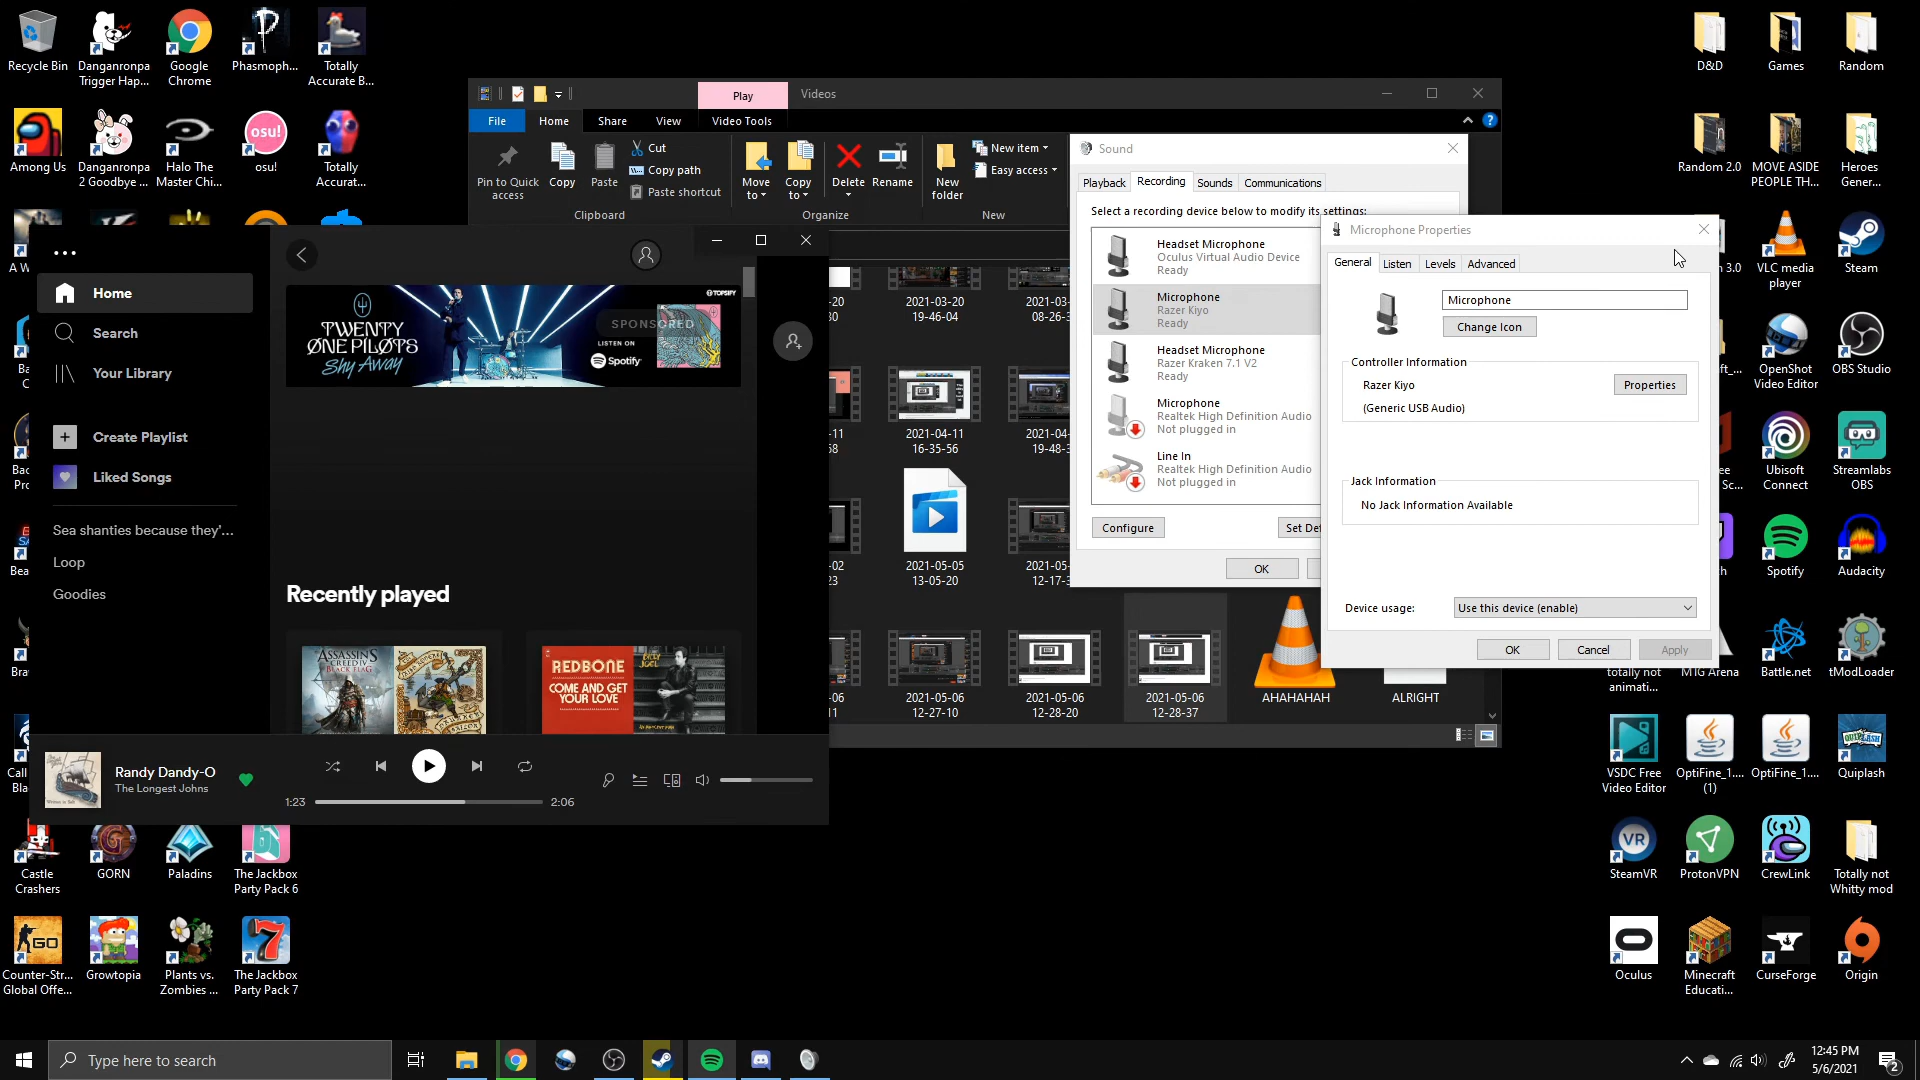 Recycle Bin
Danganronpa Trigger Hap...
Google Chrome
Phasmoph...
Totally Accurate B...
Among Us
Danganronpa 2 Goodbye ...
Halo The Master Chi...
osu!
osu!
Totally Accurat...
D&D
Games
Random
Random 2.0
MOVE ASIDE PEOPLE TH...
Heroes Gener...
VLC media player
Steam
OpenShot Video Editor
OBS Studio
Ubisoft Connect
Streamlabs OBS
Spotify
Audacity
totally not animati...
MTG Arena
Battle.net
tModLoader
VSDC Free Video Editor
OptiFine_1.... (1)
OptiFine_1....
QUIPLASH
Quiplash
VR
SteamVR
ProtonVPN
CrewLink
Totally not Whitty mod
Oculus
Minecraft Educati...
CurseForge
Origin
Play
Videos
File
Home
Share
View
Video Tools
Pin to Quick access
Copy
Paste
Cut
Copy path
Paste shortcut
Clipboard
Move to
Copy to
Delete
Rename
Organize
New folder
New item
Easy access
New
2021-03-20 19-46-04
2021-04-11 16-35-56
2021-05-05 13-05-20
2021-05-06 12-27-10
2021-05-06 12-28-20
2021-05-06 12-28-37
AHAHAHAH
ALRIGHT
Sound
Playback
Recording
Sounds
Communications
Select a recording device below to modify its settings:
Headset Microphone
Oculus Virtual Audio Device
Ready
Microphone
Razer Kiyo
Ready
Headset Microphone
Razer Kraken 7.1 V2
Ready
Microphone
Realtek High Definition Audio
Not plugged in
Line In
Realtek High Definition Audio
Not plugged in
Configure
Set De
OK
Microphone Properties
General
Listen
Levels
Advanced
Microphone
Change Icon
Controller Information
Razer Kiyo
Properties
(Generic USB Audio)
Jack Information
No Jack Information Available
Device usage:
Use this device (enable)
OK
Cancel
Apply
Home
Search
Your Library
Create Playlist
Liked Songs
Sea shanties because they'...
Loop
Goodies
TWENTY ONE PILOTS
Shy Away
SPONSORED
LISTEN ON
Spotify
TOPSIFY
Recently played
ASSASSIN'S CREED IV
BLACK FLAG
REDBONE
COME AND GET YOUR LOVE
BILLY JOEL
Randy Dandy-O
The Longest Johns
1:23
2:06
Castle Crashers
GORN
Paladins
The Jackbox Party Pack 6
GO
Counter-Str... Global Offe...
Growtopia
Plants vs. Zombies ...
7
The Jackbox Party Pack 7
Type here to search
12:45 PM
5/6/2021
2